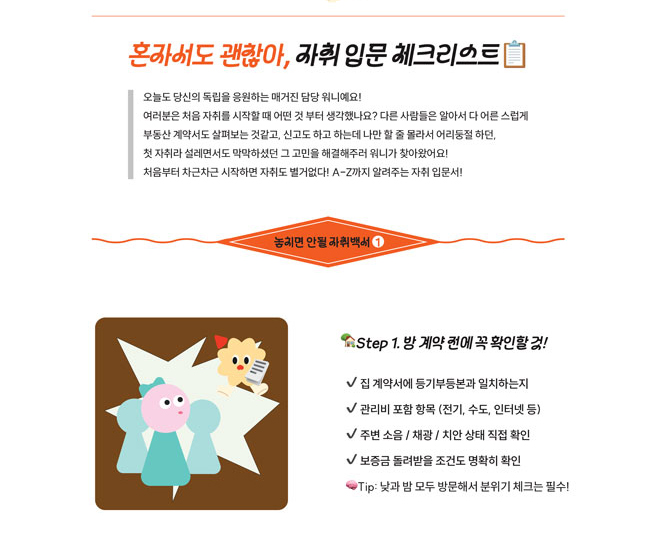 혼자서도 괜찮아, 자취 입문 체크리스트📋
오늘도 당신의 독립을 응원하는 매거진 담당 워니예요!
여러분은 처음 자취를 시작할 때 어떤 것 부터 생각했나요? 다른 사람들은 알아서 다 어른 스럽게
부동산 계약서도 살펴보는 것같고, 신고도 하고 하는데 나만 할 줄 몰라서 어리둥절 하던,
첫 자취라 설레면서도 막막하셨던 그 고민을 해결해주러 워니가 찾아왔어요!
처음부터 차근차근 시작하면 자취도 별거없다! A-Z까지 알려주는 자취 입문서!
놓치면 안될 자취백서 1
🏡Step 1. 방 계약 전에 꼭 확인할 것!
✔ 집 계약서에 등기부등본과 일치하는지
✔ 관리비 포함 항목 (전기, 수도, 인터넷 등)
✔ 주변 소음 / 채광 / 치안 상태 직접 확인
✔ 보증금 돌려받을 조건도 명확히 확인
🧠Tip: 낮과 밤 모두 방문해서 분위기 체크는 필수!